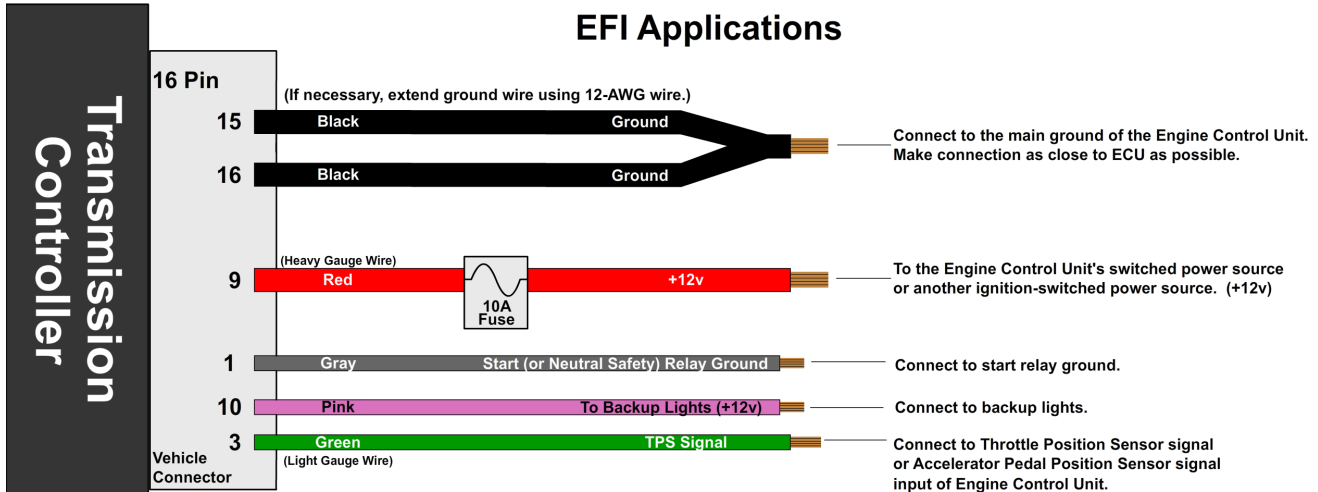 EFI Applications
Transmission
Controller
16 Pin
(If necessary, extend ground wire using 12-AWG wire.)
15 Black Ground
16 Black Ground
Connect to the main ground of the Engine Control Unit.
Make connection as close to ECU as possible.
(Heavy Gauge Wire)
9 Red +12v
10A
Fuse
To the Engine Control Unit's switched power source
or another ignition-switched power source. (+12v)
1 Gray Start (or Neutral Safety) Relay Ground
Connect to start relay ground.
10 Pink To Backup Lights (+12v)
Connect to backup lights.
3 Green TPS Signal
(Light Gauge Wire)
Connect to Throttle Position Sensor signal
or Accelerator Pedal Position Sensor signal
input of Engine Control Unit.
Vehicle
Connector